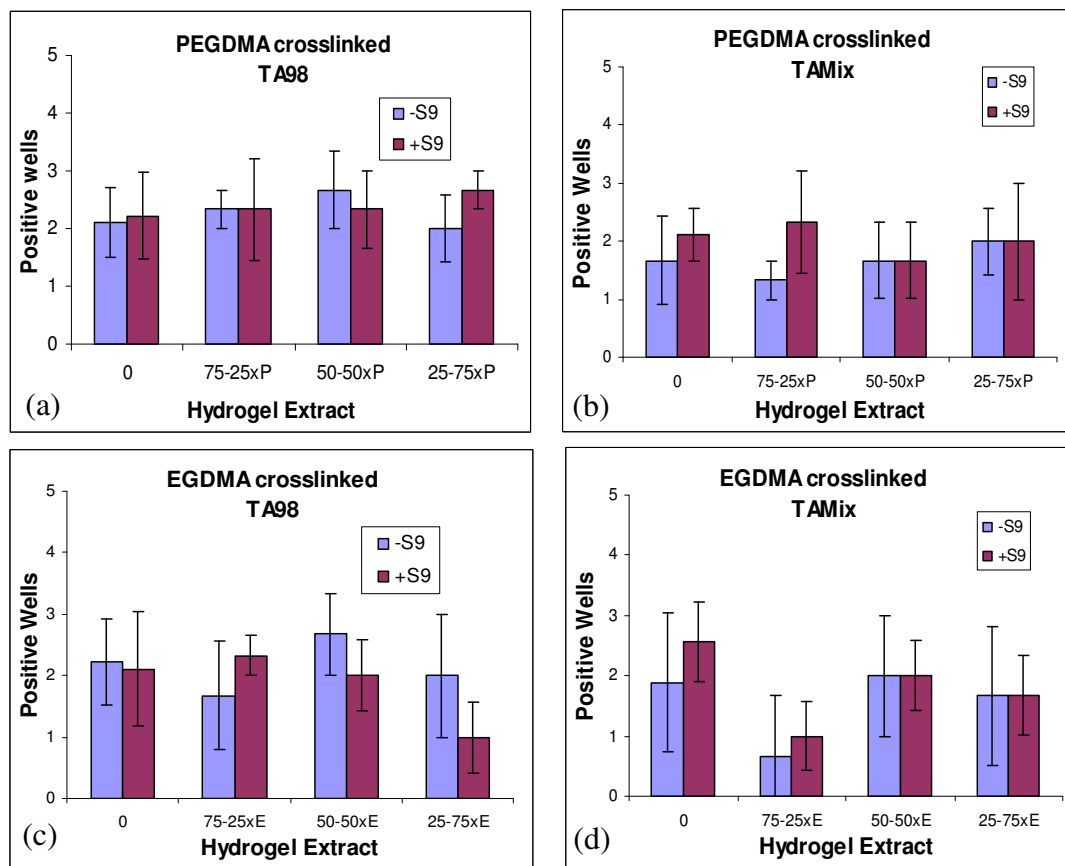 PEGDMA crosslinked
TA98
5
4
3
2
1
0
Positive wells
-S9
+S9
0 75-25xP 50-50xP 25-75xP
Hydrogel Extract
(a)
PEGDMA crosslinked
TAMix
5
4
3
2
1
0
Positive Wells
-S9
+S9
0 75-25xP 50-50xP 25-75xP
Hydrogel Extract
(b)
EGDMA crosslinked
TA98
5
4
3
2
1
0
Positive Wells
-S9
+S9
0 75-25xE 50-50xE 25-75xE
Hydrogel Extract
(c)
EGDMA crosslinked
TAMix
5
4
3
2
1
0
Positive Wells
-S9
+S9
0 75-25xE 50-50xE 25-75xE
Hydrogel Extract
(d)